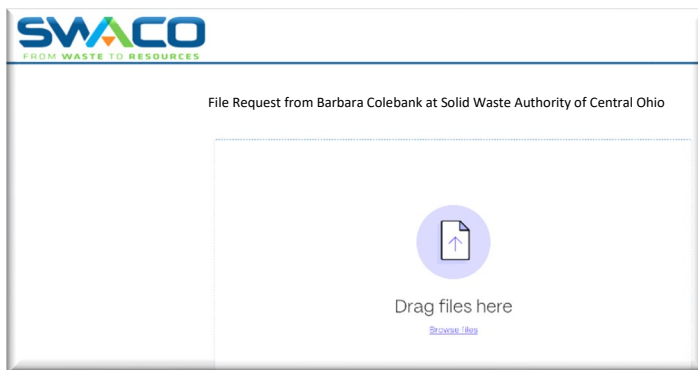 SWACO
FROM WASTE TO RESOURCES
File Request from Barbara Colebank at Solid Waste Authority of Central Ohio
Drag files here
Browse files